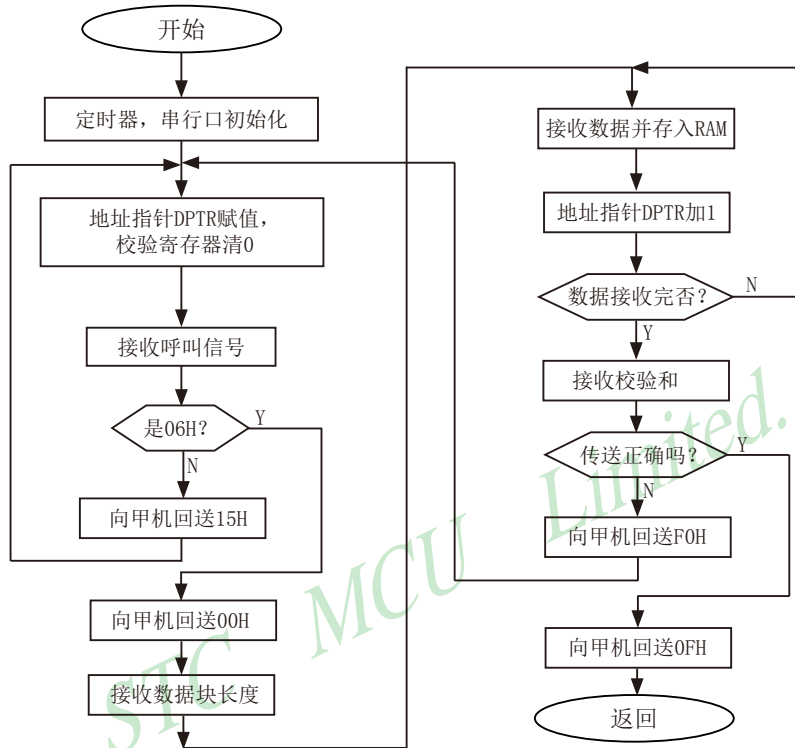 开始
定时器，串行口初始化
地址指针DPTR赋值，
校验寄存器清0
接收呼叫信号
是06H？
Y
N
向甲机回送15H
向甲机回送00H
接收数据块长度
接收数据并存入RAM
地址指针DPTR加1
数据接收完否？
N
Y
接收校验和
传送正确吗？
Y
N
向甲机回送F0H
向甲机回送0FH
返回
STC MCU Limited.